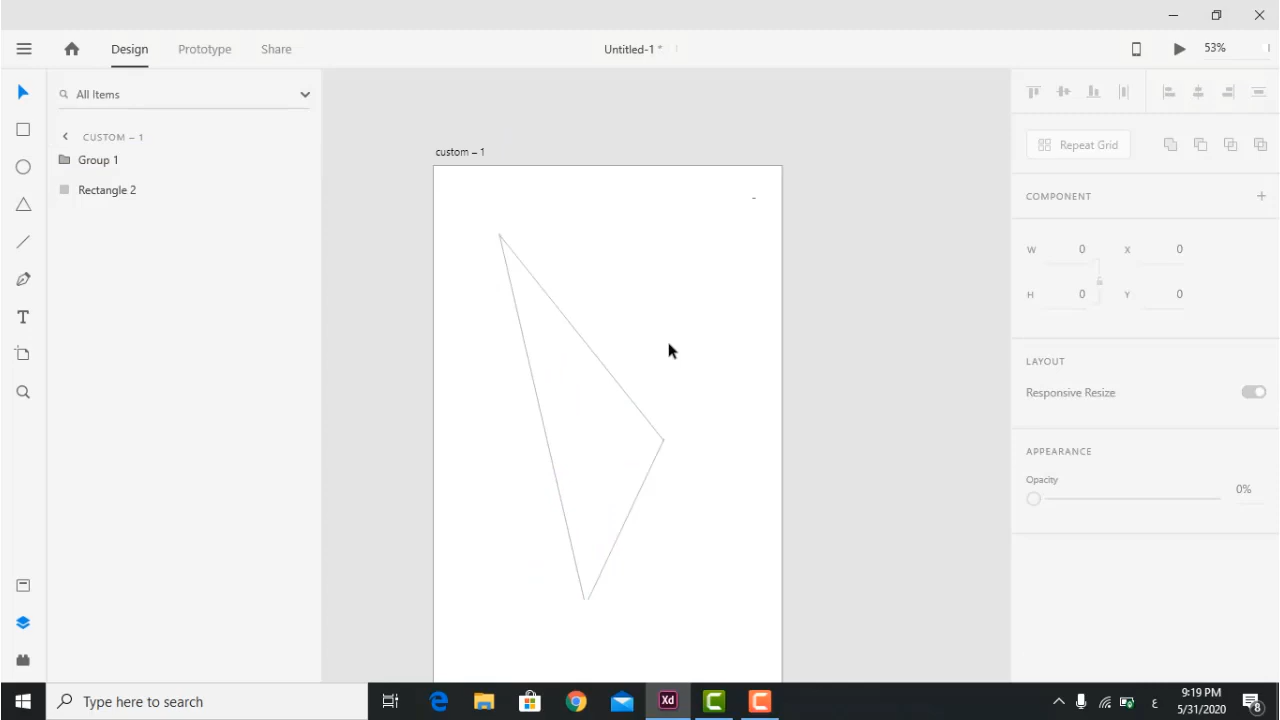 Design
Prototype
Share
Untitled-1 *
53%
All Items
CUSTOM – 1
Group 1
Rectangle 2
custom – 1
-
Repeat Grid
COMPONENT
W 0 X 0
H 0 Y 0
LAYOUT
Responsive Resize
APPEARANCE
Opacity
0%
Type here to search
Xd
ع
9:19 PM
5/31/2020
8